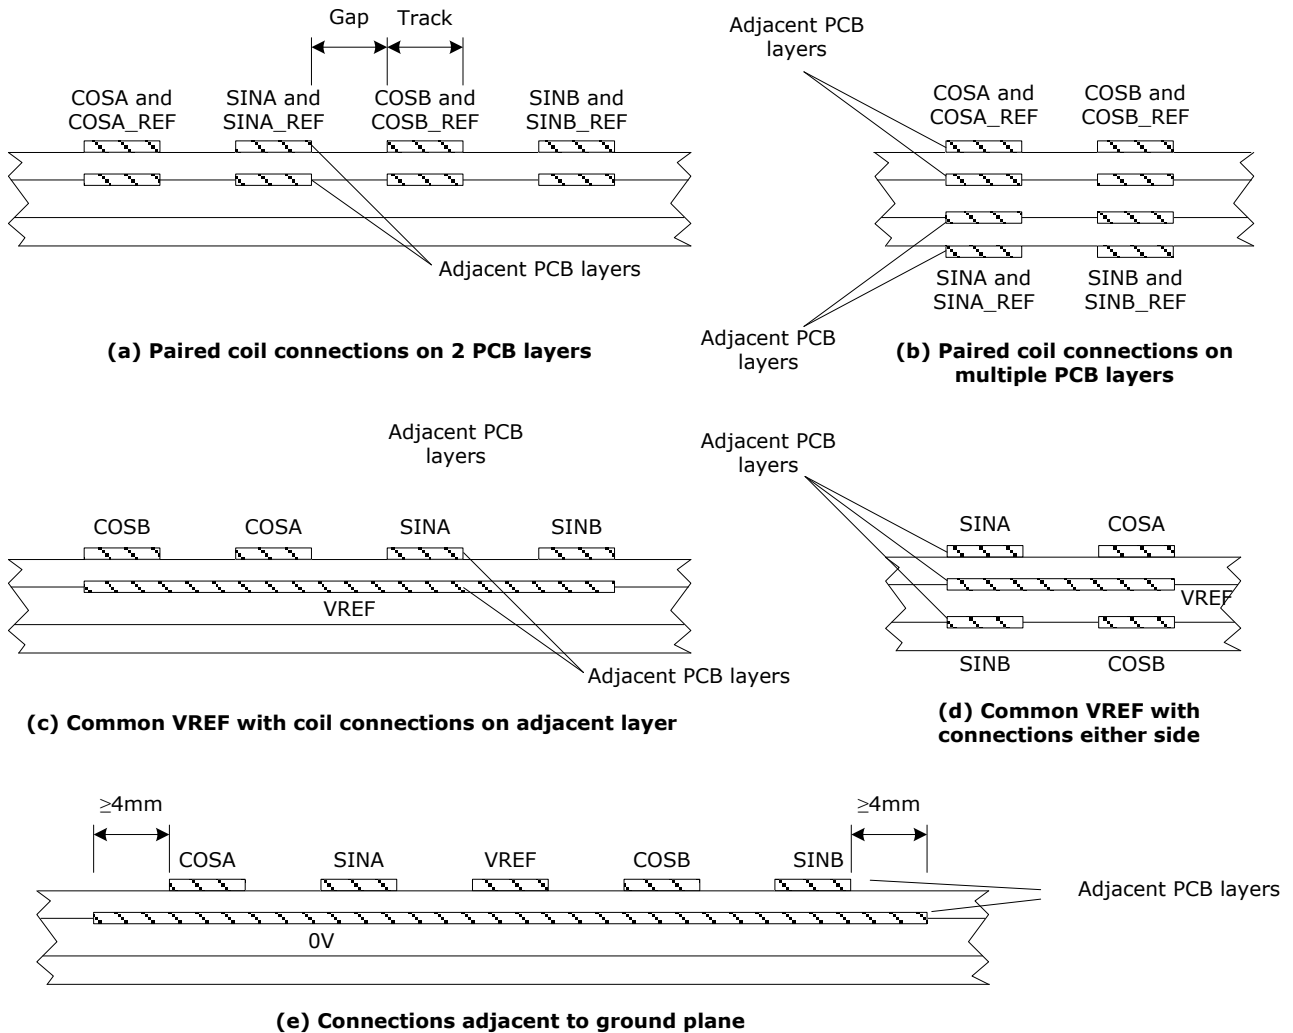 Gap
Track
COSA and
COSA_REF
SINA and
SINA_REF
COSB and
COSB_REF
SINB and
SINB_REF
Adjacent PCB layers
(a) Paired coil connections on 2 PCB layers
Adjacent PCB
layers
COSA and
COSA_REF
COSB and
COSB_REF
SINA and
SINA_REF
SINB and
SINB_REF
Adjacent PCB
layers
(b) Paired coil connections on
multiple PCB layers
Adjacent PCB
layers
COSB
COSA
SINA
SINB
VREF
Adjacent PCB layers
(c) Common VREF with coil connections on adjacent layer
Adjacent PCB
layers
SINA
COSA
VREF
SINB
COSB
(d) Common VREF with
connections either side
≥4mm
≥4mm
COSA
SINA
VREF
COSB
SINB
Adjacent PCB layers
0V
(e) Connections adjacent to ground plane